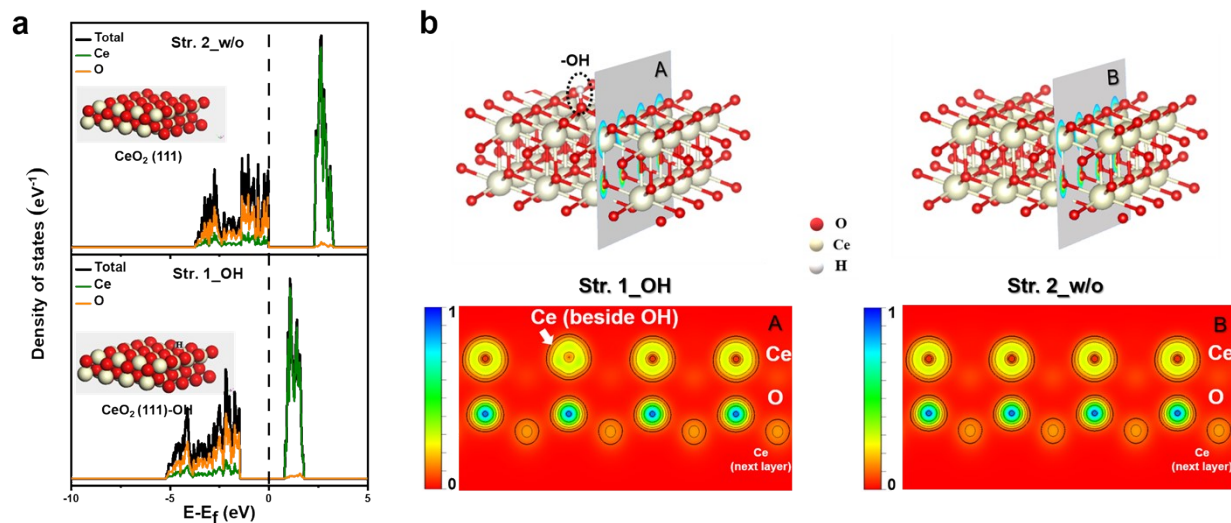 a
Density of states (eV⁻¹)
Total
Ce
O
Str. 2_w/o
CeO₂ (111)
Total
Ce
O
Str. 1_OH
H
CeO₂ (111)-OH
-10
-5
0
5
E-E_f (eV)
b
-OH
A
B
O
Ce
H
Str. 1_OH
1
0
Ce (beside OH)
A
Ce
O
Ce
(next layer)
Str. 2_w/o
1
0
B
Ce
O
Ce
(next layer)